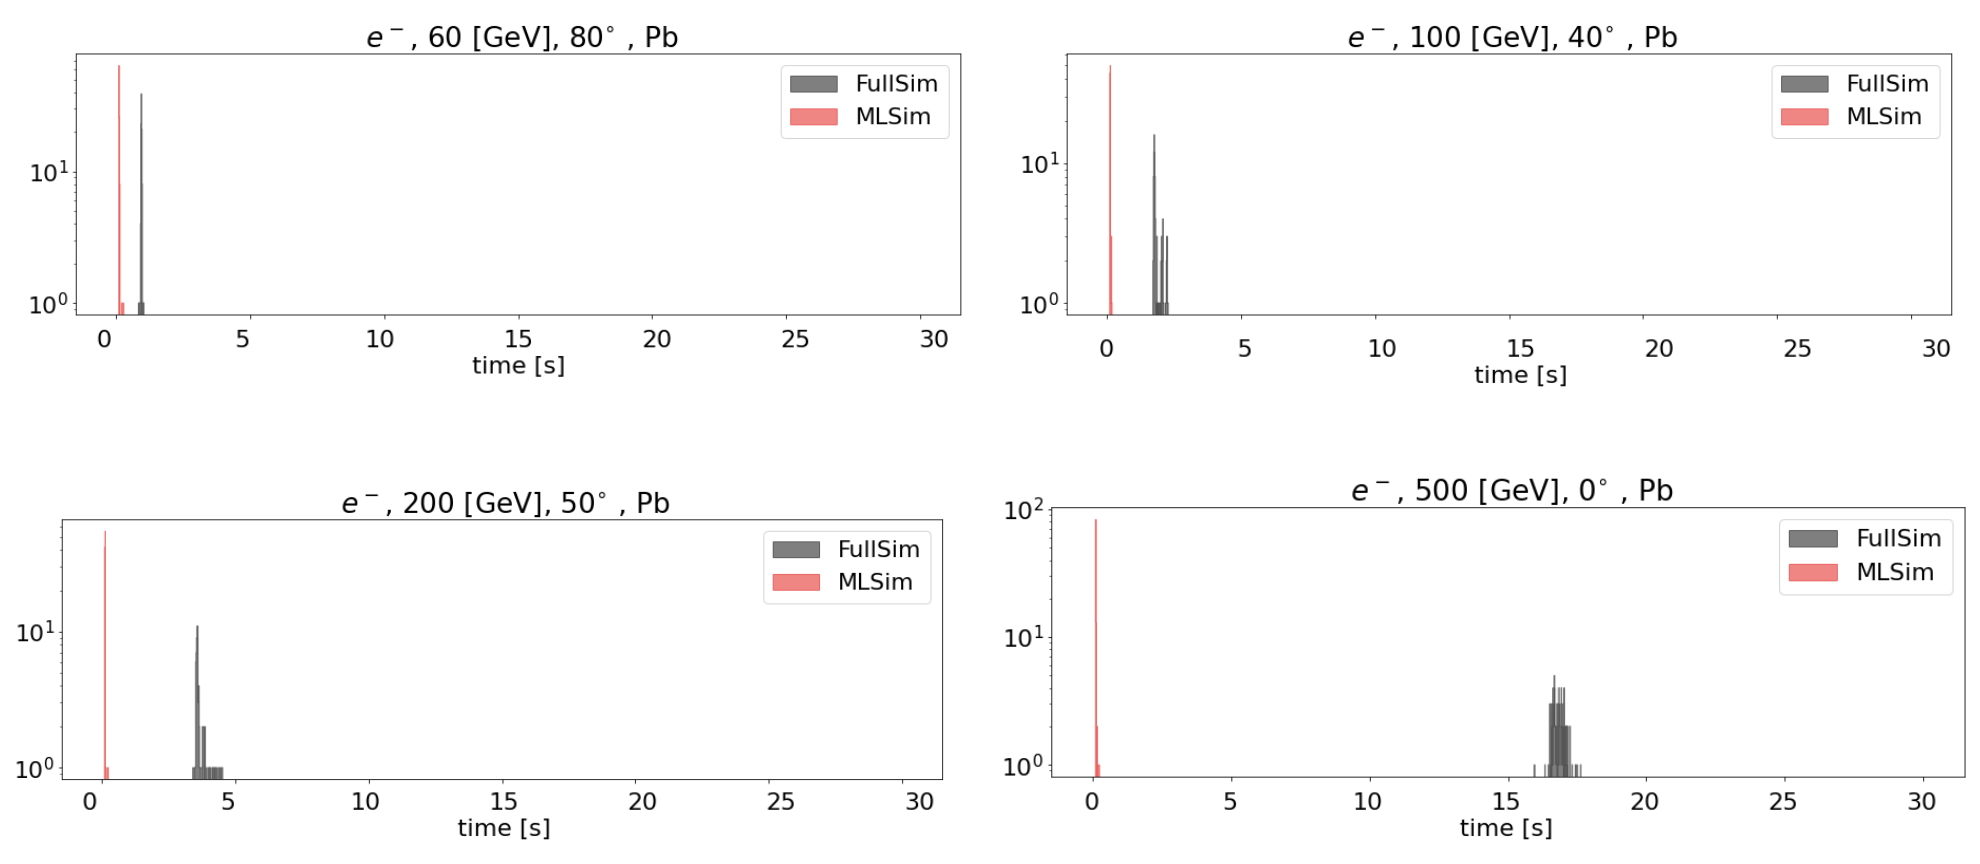 e⁻, 60 [GeV], 80°, Pb
FullSim
MLSim
10¹
10⁰
0 5 10 15 20 25 30
time [s]
e⁻, 100 [GeV], 40°, Pb
FullSim
MLSim
10¹
10⁰
0 5 10 15 20 25 30
time [s]
e⁻, 200 [GeV], 50°, Pb
FullSim
MLSim
10¹
10⁰
0 5 10 15 20 25 30
time [s]
e⁻, 500 [GeV], 0°, Pb
10²
FullSim
MLSim
10¹
10⁰
0 5 10 15 20 25 30
time [s]